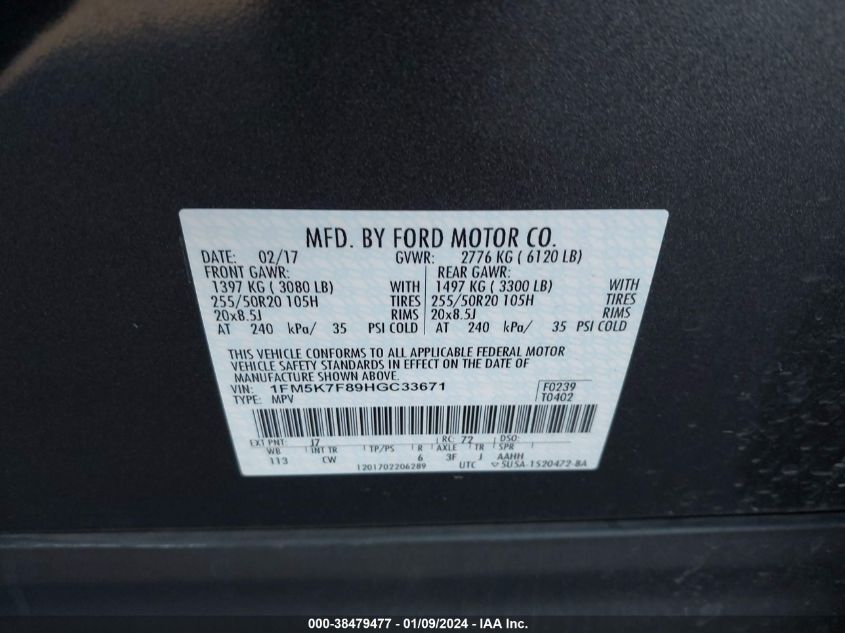 MFD. BY FORD MOTOR CO.
DATE: 02/17 GVWR: 2776 KG ( 6120 LB)
FRONT GAWR: REAR GAWR:
1397 KG ( 3080 LB) WITH 1497 KG ( 3300 LB) WITH
255/50R20 105H TIRES 255/50R20 105H TIRES
20x8.5J RIMS 20x8.5J RIMS
AT 240 kPa/ 35 PSI COLD AT 240 kPa/ 35 PSI COLD
THIS VEHICLE CONFORMS TO ALL APPLICABLE FEDERAL MOTOR
VEHICLE SAFETY STANDARDS IN EFFECT ON THE DATE OF
MANUFACTURE SHOWN ABOVE.
VIN: 1FM5K7F89HGC33671 F0239
TYPE: MPV T0402
EXT PNT: J7 RC: 72 DSO:
WB INT TR TP/PS R AXLE TR SPR
113 CW 6 3F J AAHH
1201702206289 UTC SUSA-1520472-BA
000-38479477 - 01/09/2024 - IAA Inc.